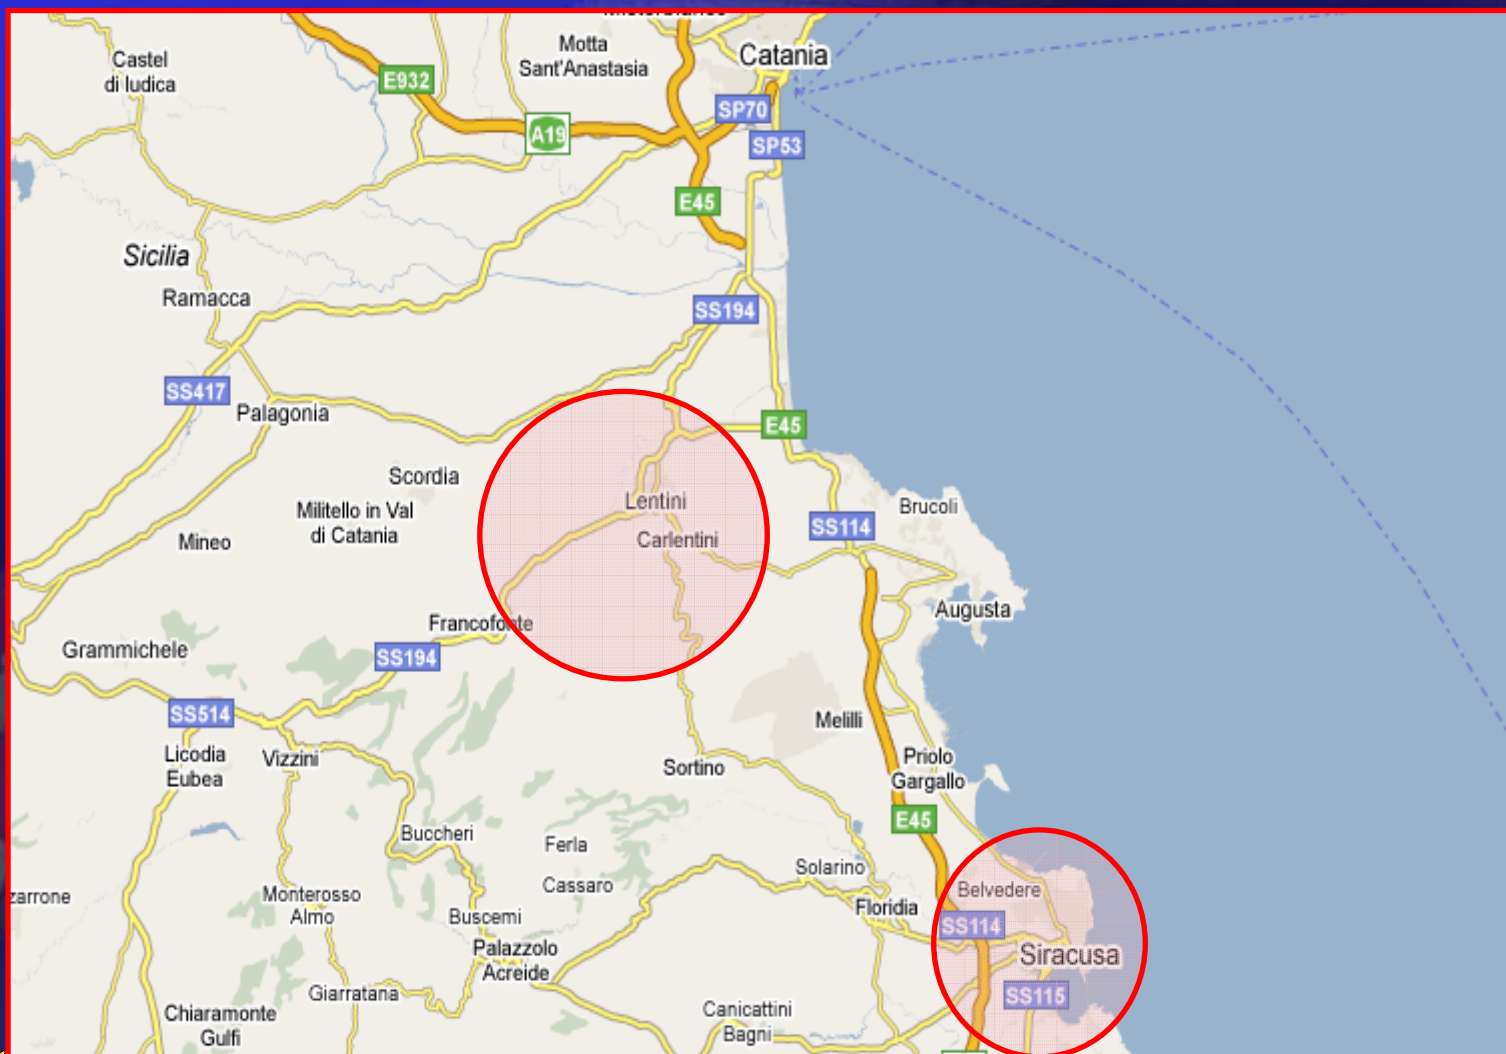 Catania
Motta
Sant'Anastasia
Castel
di Iudica
E932
SP70
A19
SP53
E45
Sicilia
Ramacca
SS194
SS417
Palagonia
E45
Scordia
Lentini
Militello in Val
di Catania
Brucoli
SS114
Mineo
Carlentini
Augusta
Francofonte
Grammichele
SS194
SS514
Melilli
Licodia
Eubea
Vizzini
Sortino
Priolo
Gargallo
E45
Buccheri
Ferla
Solarino
Cassaro
Belvedere
zarrone
Monterosso
Almo
Floridia
Buscemi
SS114
Palazzolo
Acreide
Siracusa
Giarratana
SS115
Chiaramonte
Gulfi
Canicattini
Bagni